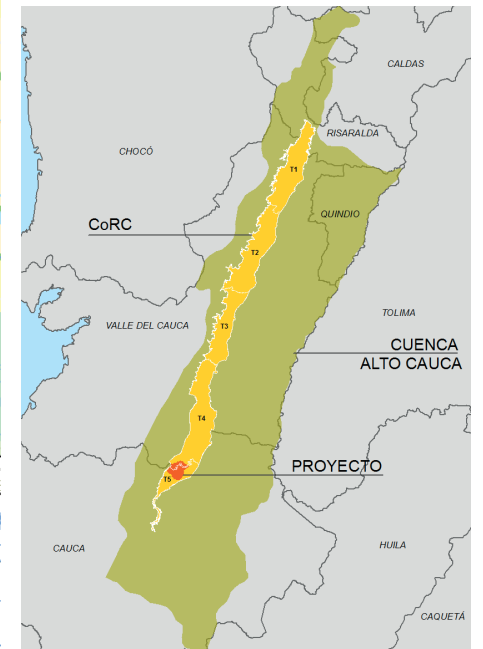 CALDAS
RISARALDA
CHOCÓ
T1
QUINDIO
CoRC
T2
TOLIMA
VALLE DEL CAUCA
T3
CUENCA
ALTO CAUCA
T4
PROYECTO
T5
CAUCA
HUILA
CAQUETÁ